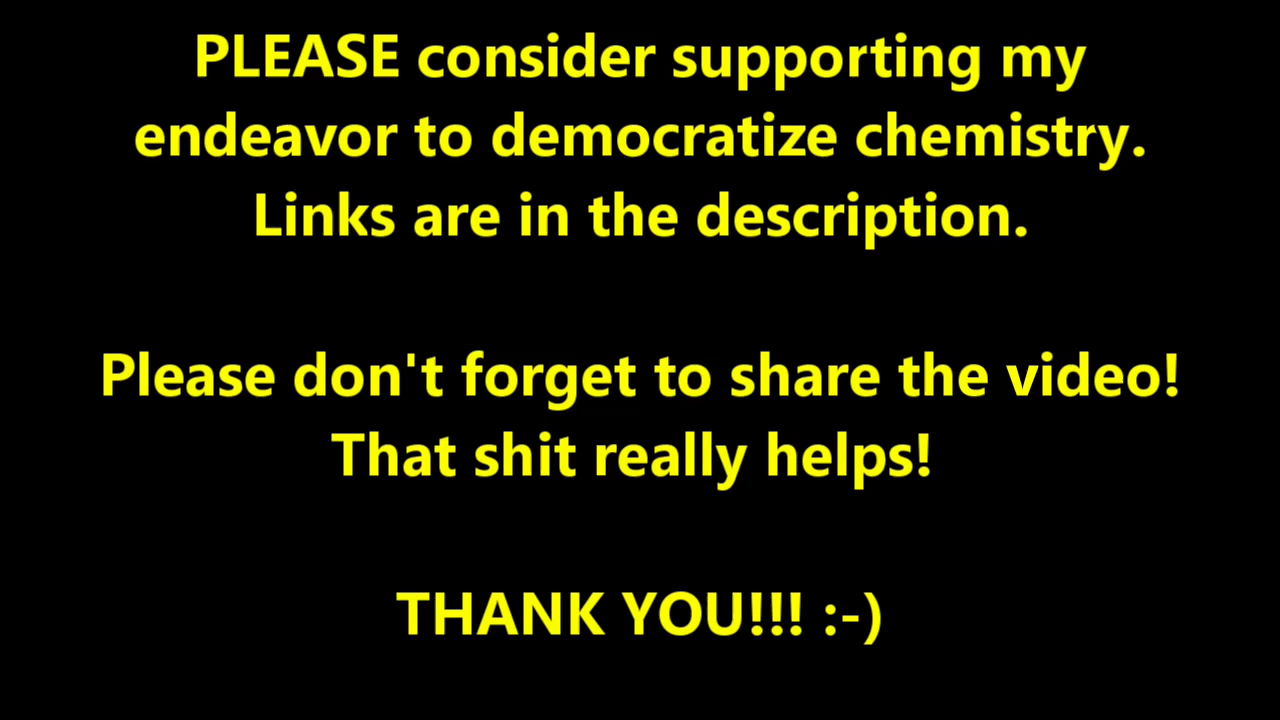 PLEASE consider supporting my
endeavor to democratize chemistry.
Links are in the description.
Please don't forget to share the video!
That shit really helps!
THANK YOU!!! :-)